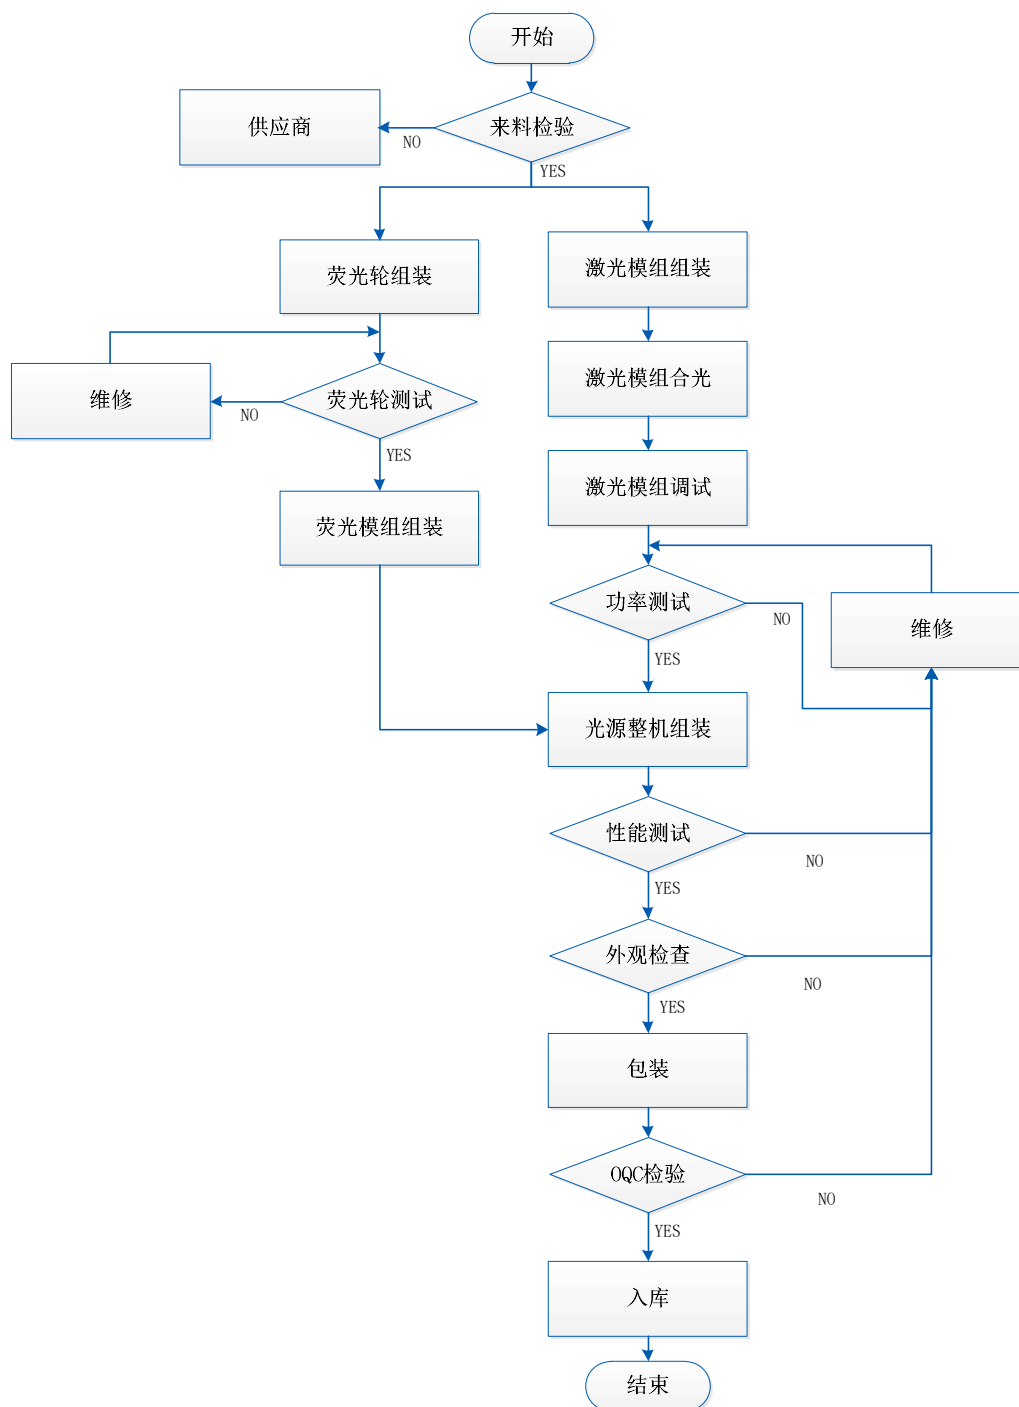 开始
供应商
来料检验
NO
YES
荧光轮组装
激光模组组装
维修
荧光轮测试
激光模组合光
NO
YES
激光模组调试
荧光模组组装
功率测试
NO
维修
YES
光源整机组装
性能测试
NO
YES
外观检查
NO
YES
包装
OQC检验
NO
YES
入库
结束